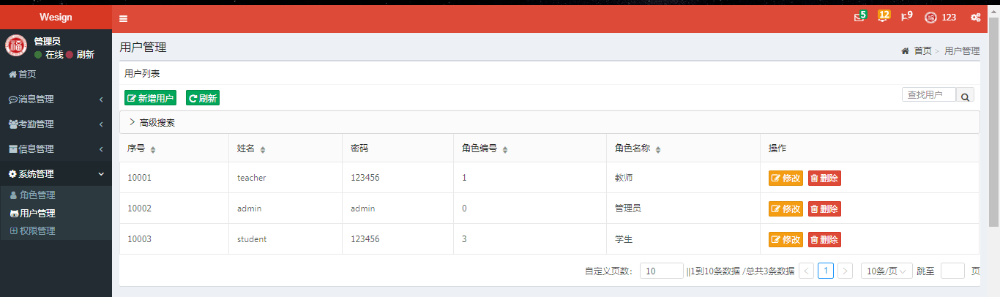 Wesign
5 12 9 123
管理员
在线 刷新
首页
消息管理
考勤管理
信息管理
系统管理
角色管理
用户管理
权限管理
用户管理
首页 > 用户管理
用户列表
新增用户 刷新 查找用户
高级搜索
序号 姓名 密码 角色编号 角色名称 操作
10001 teacher 123456 1 教师 修改 删除
10002 admin admin 0 管理员 修改 删除
10003 student 123456 3 学生 修改 删除
自定义页数: 10 ||1到10条数据 /总共3条数据 < 1 > 10条/页 跳至 页